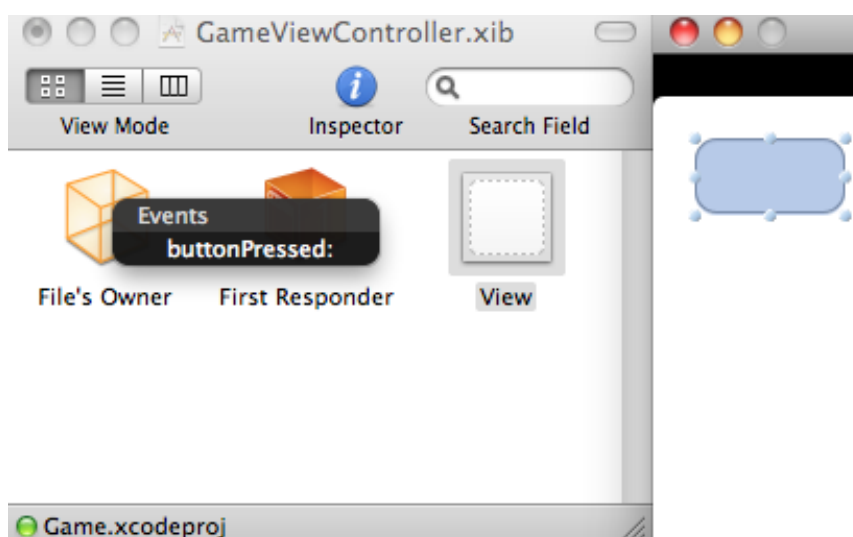 GameViewController.xib
View Mode
Inspector
Search Field
Events
buttonPressed:
File's Owner
First Responder
View
Game.xcodeproj